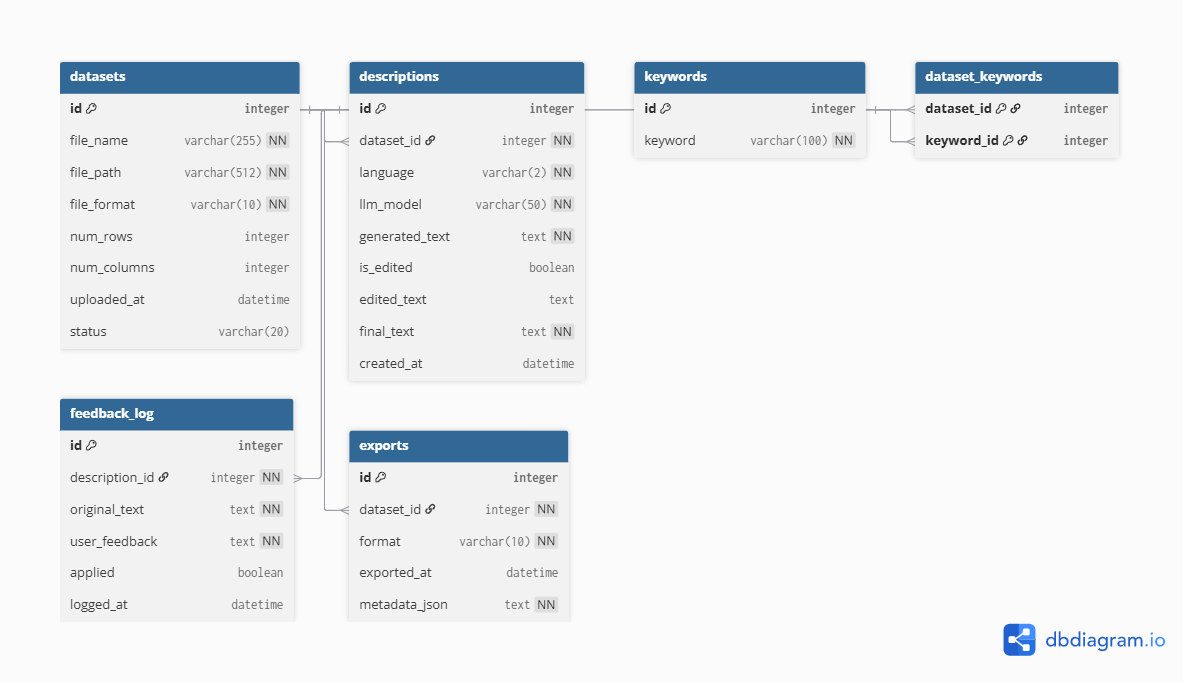 datasets
id integer
file_name varchar(255) NN
file_path varchar(512) NN
file_format varchar(10) NN
num_rows integer
num_columns integer
uploaded_at datetime
status varchar(20)
descriptions
id integer
dataset_id integer NN
language varchar(2) NN
llm_model varchar(50) NN
generated_text text NN
is_edited boolean
edited_text text
final_text text NN
created_at datetime
keywords
id integer
keyword varchar(100) NN
dataset_keywords
dataset_id integer
keyword_id integer
feedback_log
id integer
description_id integer NN
original_text text NN
user_feedback text NN
applied boolean
logged_at datetime
exports
id integer
dataset_id integer NN
format varchar(10) NN
exported_at datetime
metadata_json text NN
dbdiagram.io